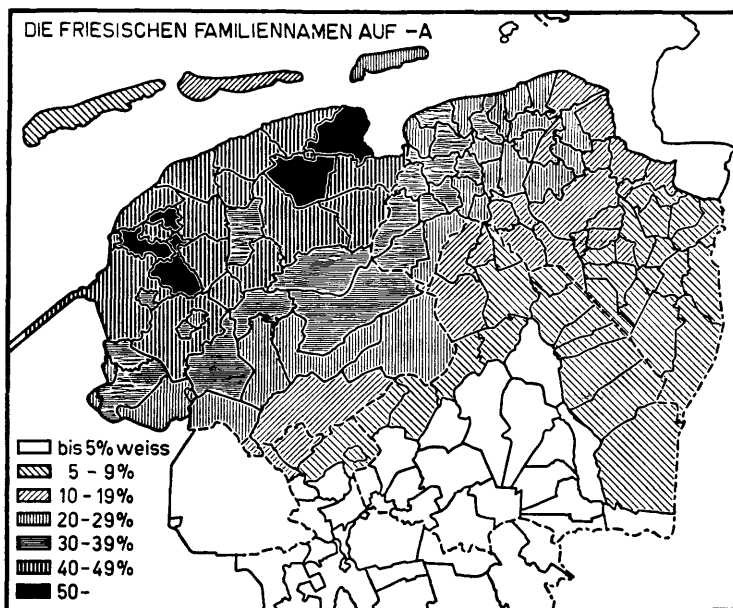 DIE FRIESISCHEN FAMILIENNAMEN AUF -A
bis 5% weiss
5 - 9%
10 - 19%
20 - 29%
30 - 39%
40 - 49%
50 -